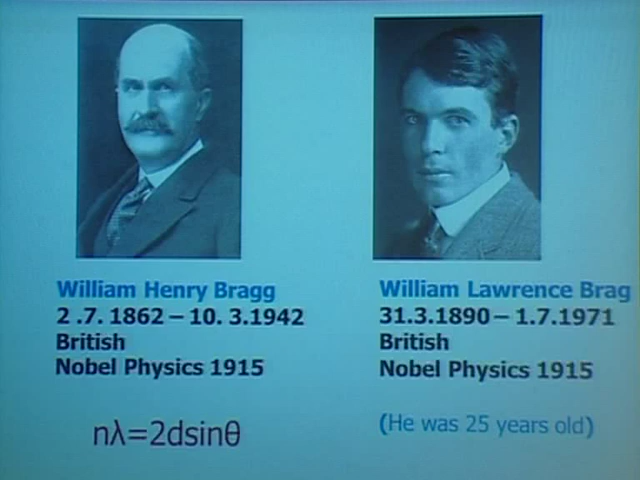 William Henry Bragg
2 .7. 1862 – 10. 3.1942
British
Nobel Physics 1915
nλ=2dsinθ
William Lawrence Brag
31.3.1890 – 1.7.1971
British
Nobel Physics 1915
(He was 25 years old)